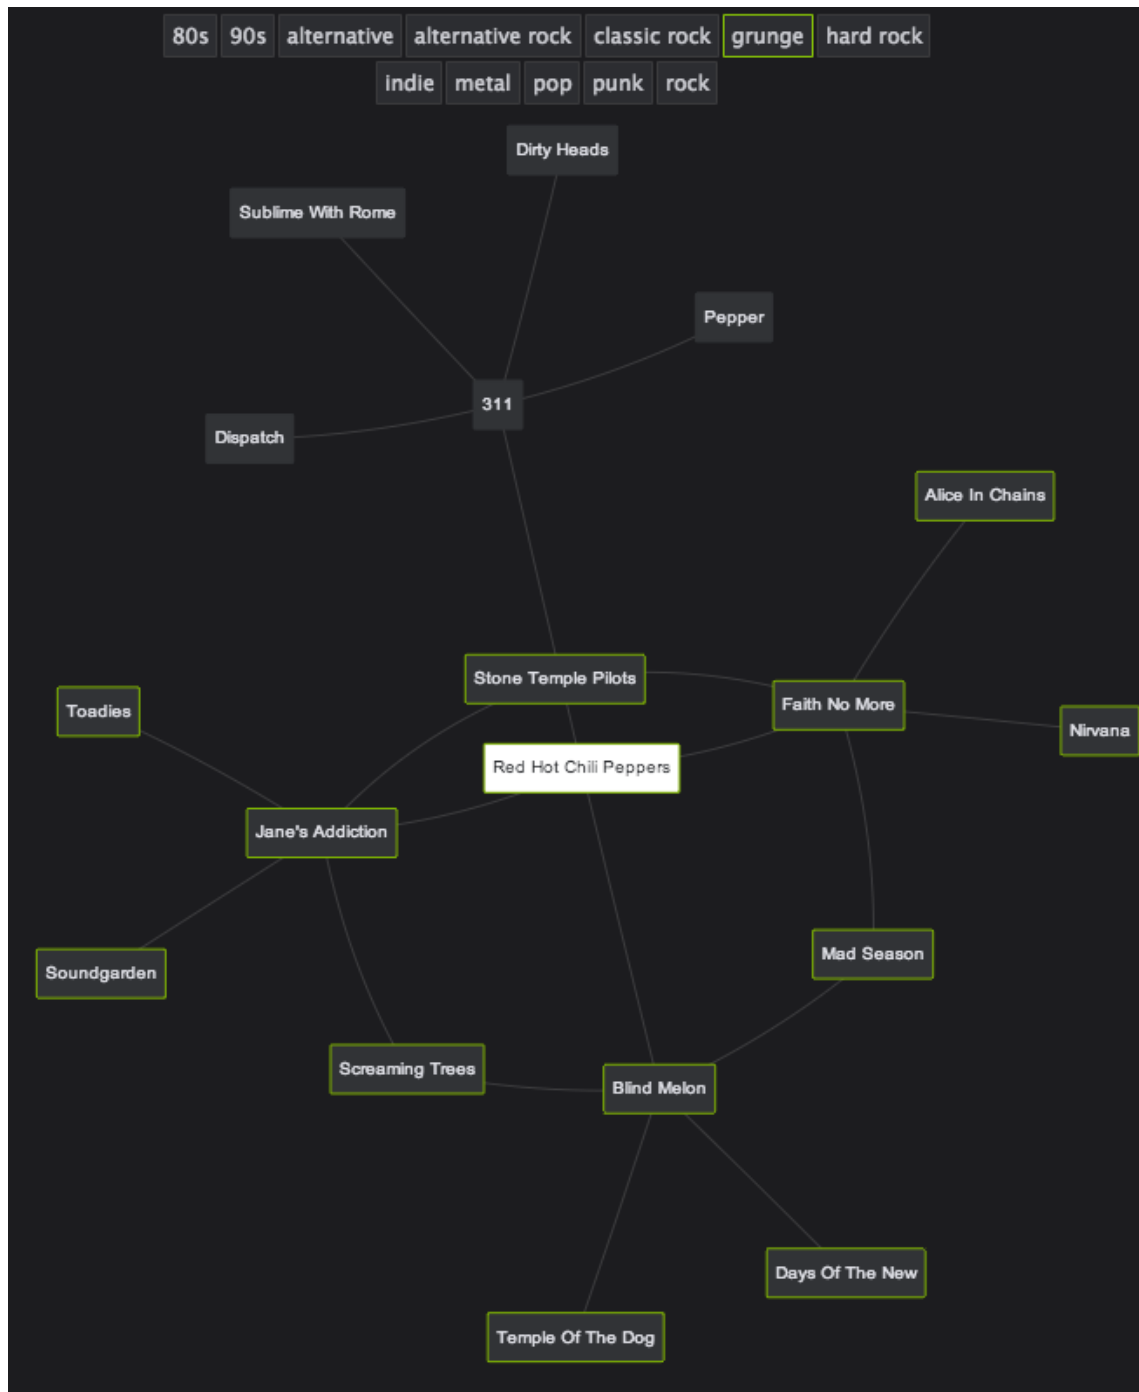 80s 90s alternative alternative rock classic rock grunge hard rock
indie metal pop punk rock
Dirty Heads
Sublime With Rome
Pepper
311
Dispatch
Alice In Chains
Stone Temple Pilots
Faith No More
Toadies
Nirvana
Red Hot Chili Peppers
Jane's Addiction
Mad Season
Soundgarden
Screaming Trees
Blind Melon
Days Of The New
Temple Of The Dog